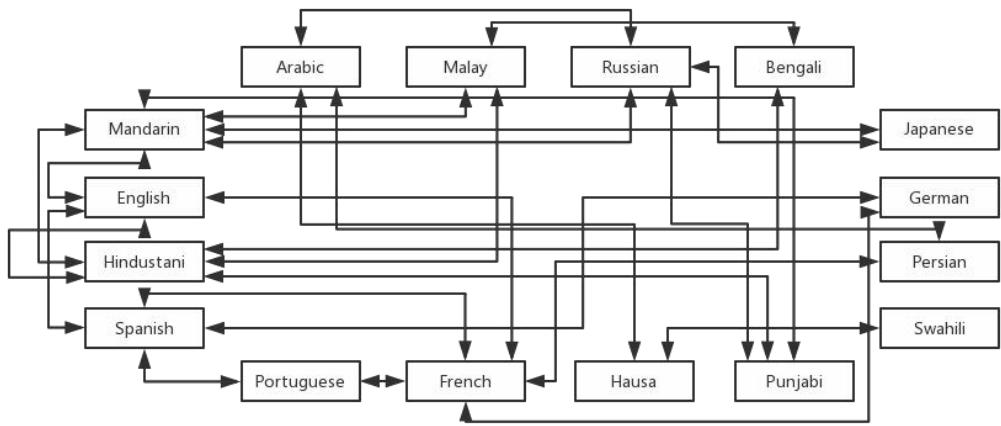 Arabic
Malay
Russian
Bengali
Mandarin
Japanese
English
German
Hindustani
Persian
Spanish
Swahili
Portuguese
French
Hausa
Punjabi